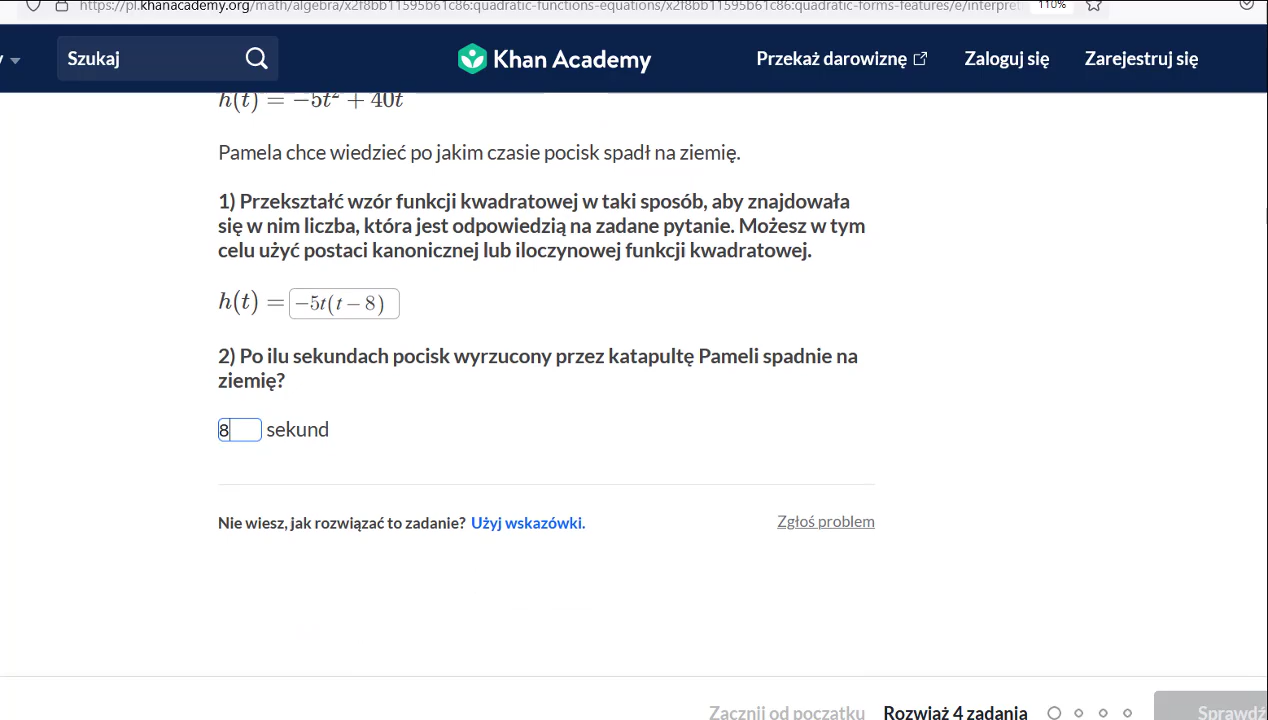 https://pl.khanacademy.org/math/algebra/x2f8bb11595b61c86:quadratic-functions-equations/x2f8bb11595b61c86:quadratic-forms-features/e/interpret 110%
Szukaj Khan Academy Przekaż darowiznę Zaloguj się Zarejestruj się
h(t) = −5t² + 40t
Pamela chce wiedzieć po jakim czasie pocisk spadł na ziemię.
1) Przekształć wzór funkcji kwadratowej w taki sposób, aby znajdowała
się w nim liczba, która jest odpowiedzią na zadane pytanie. Możesz w tym
celu użyć postaci kanonicznej lub iloczynowej funkcji kwadratowej.
h(t) = −5t(t − 8)
2) Po ilu sekundach pocisk wyrzucony przez katapultę Pameli spadnie na
ziemię?
8 sekund
Nie wiesz, jak rozwiązać to zadanie? Użyj wskazówki. Zgłoś problem
Zacznij od początku Rozwiąż 4 zadania Sprawdź